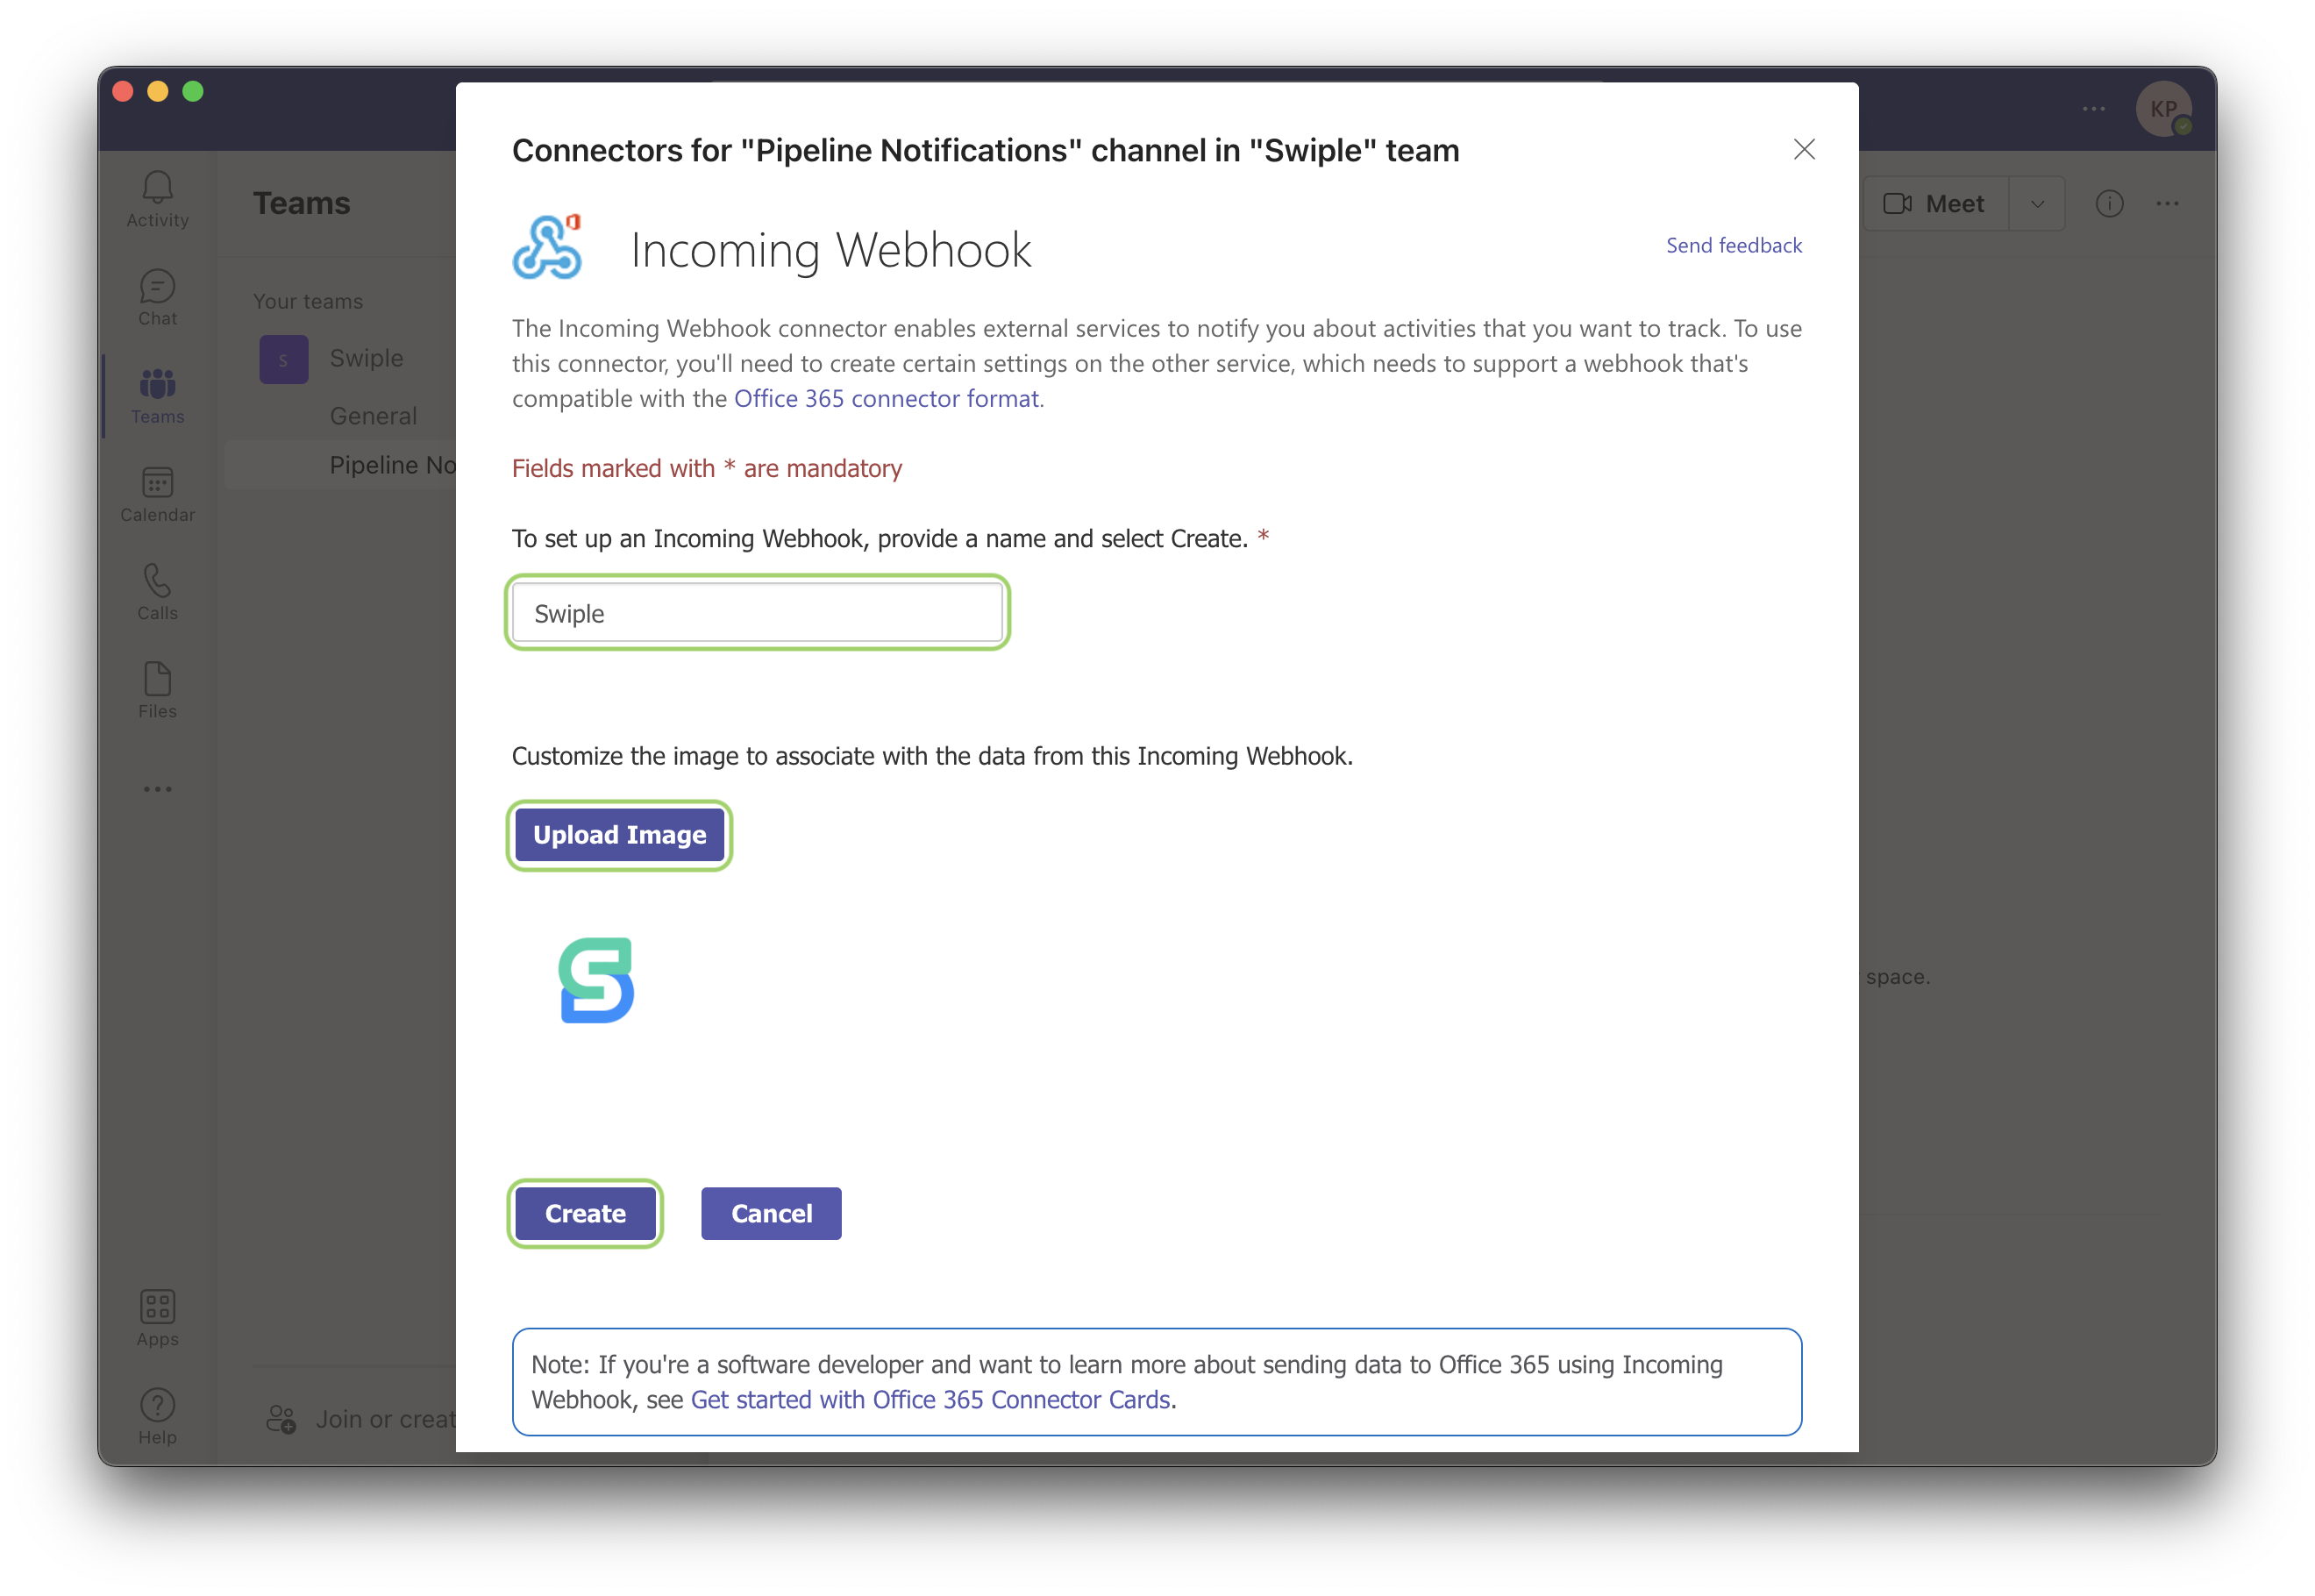 KP
Activity
Chat
Teams
Calendar
Calls
Files
Apps
Help
Teams
Your teams
S
Swiple
General
Pipeline No
Join or creat
Meet
space.
Connectors for "Pipeline Notifications" channel in "Swiple" team
Incoming Webhook
Send feedback
The Incoming Webhook connector enables external services to notify you about activities that you want to track. To use
this connector, you'll need to create certain settings on the other service, which needs to support a webhook that's
compatible with the Office 365 connector format.
Fields marked with * are mandatory
To set up an Incoming Webhook, provide a name and select Create. *
Swiple
Customize the image to associate with the data from this Incoming Webhook.
Upload Image
Create
Cancel
Note: If you're a software developer and want to learn more about sending data to Office 365 using Incoming
Webhook, see Get started with Office 365 Connector Cards.